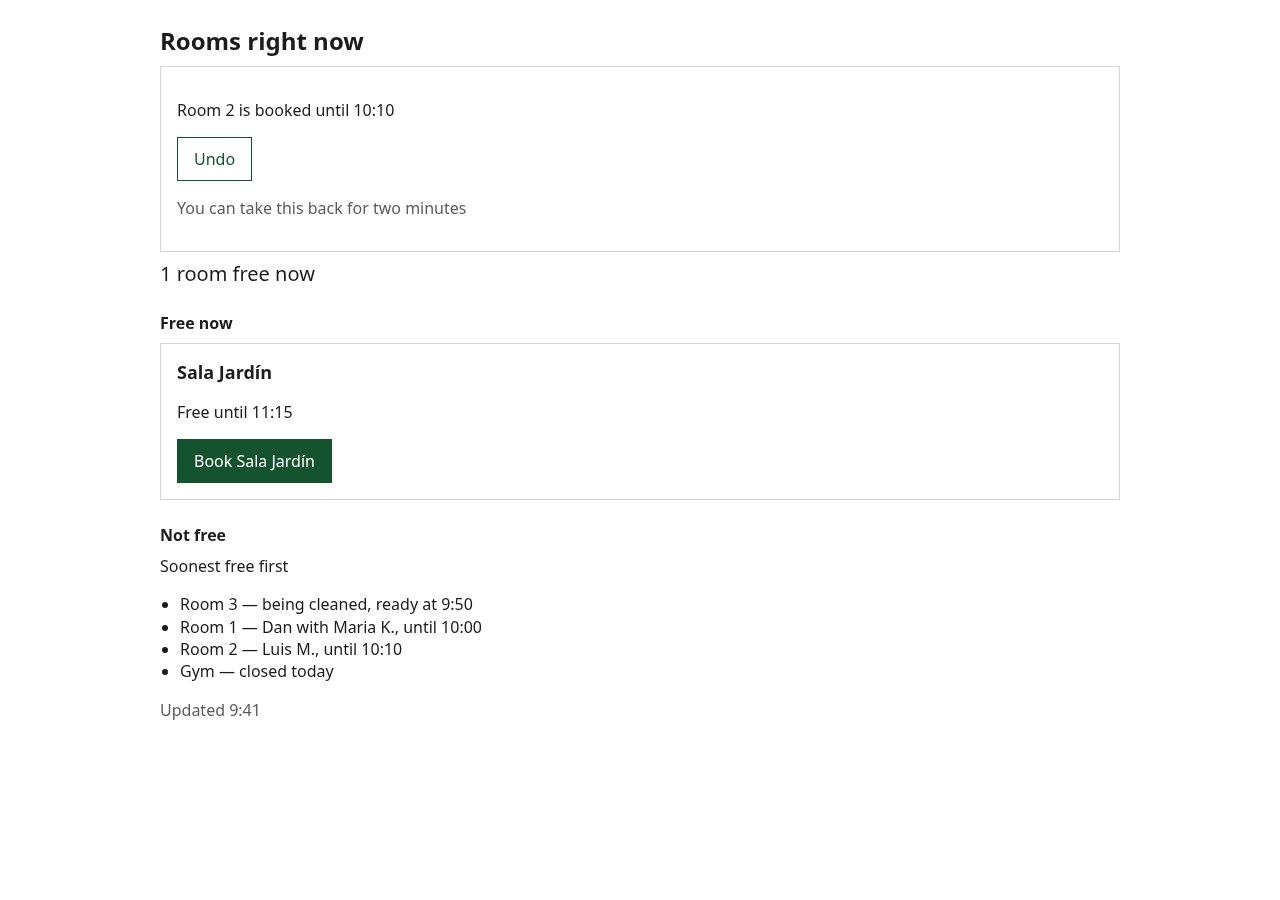 Rooms right now
Room 2 is booked until 10:10
Undo
You can take this back for two minutes
1 room free now
Free now
Sala Jardín
Free until 11:15
Book Sala Jardín
Not free
Soonest free first
Room 3 — being cleaned, ready at 9:50
Room 1 — Dan with Maria K., until 10:00
Room 2 — Luis M., until 10:10
Gym — closed today
Updated 9:41